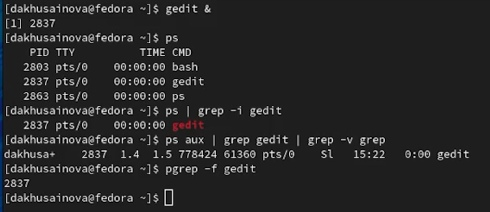 [dakhusainova@fedora ~]$ gedit &
[1] 2837
[dakhusainova@fedora ~]$ ps
    PID TTY          TIME CMD
   2803 pts/0    00:00:00 bash
   2837 pts/0    00:00:00 gedit
   2863 pts/0    00:00:00 ps
[dakhusainova@fedora ~]$ ps | grep -i gedit
   2837 pts/0    00:00:00 gedit
[dakhusainova@fedora ~]$ ps aux | grep gedit | grep -v grep
dakhusa+    2837  1.4  1.5 778424 61360 pts/0    Sl   15:22   0:00 gedit
[dakhusainova@fedora ~]$ pgrep -f gedit
2837
[dakhusainova@fedora ~]$